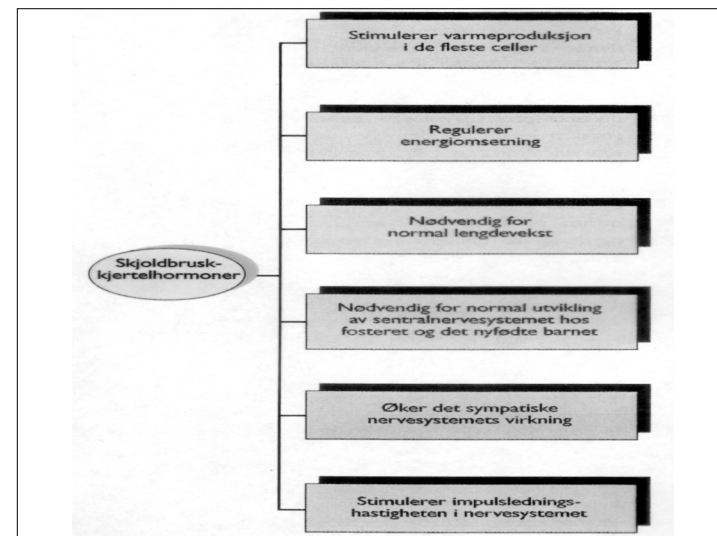 Stimulerer varmeproduksjon
i de fleste celler
Regulerer
energiomsetning
Nødvendig for
normal lengdevekst
Skjoldbrusk-
kjertelhormoner
Nødvendig for normal utvikling
av sentralnervesystemet hos
fosteret og det nyfødte barnet
Øker det sympatiske
nervesystemets virkning
Stimulerer impulslednings-
hastigheten i nervesystemet